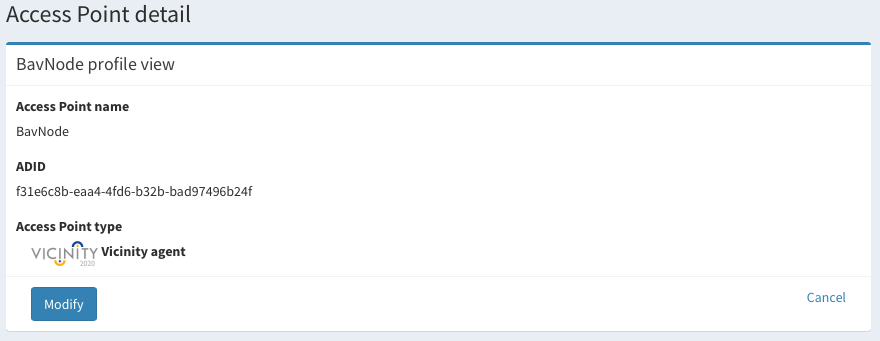 Access Point detail
BavNode profile view
Access Point name
BavNode
ADID
f31e6c8b-eaa4-4fd6-b32b-bad97496b24f
Access Point type
VICINITY 2020 Vicinity agent
Modify
Cancel